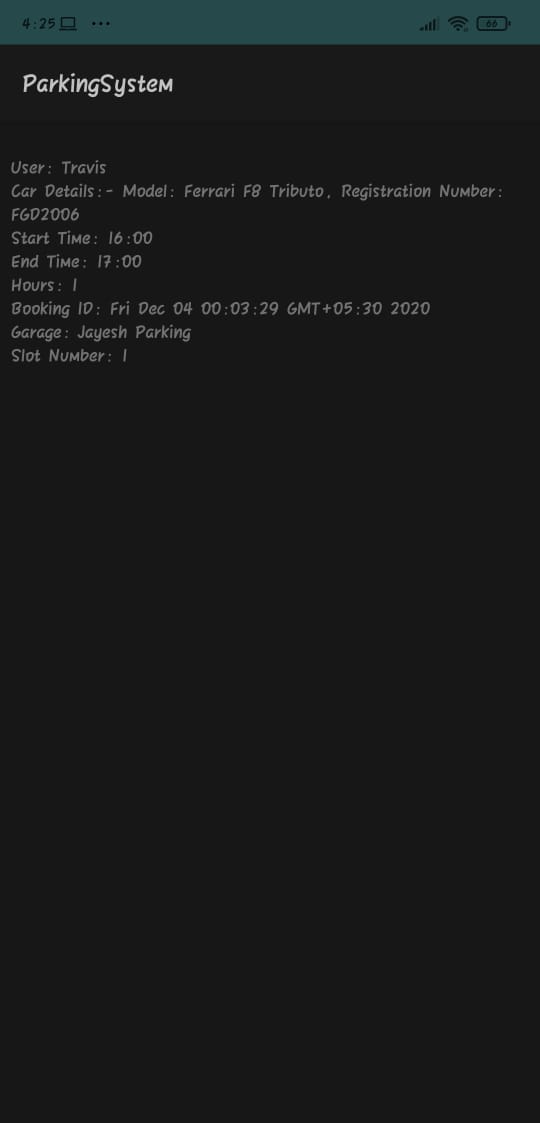 4:25
66
ParkingSystem
User: Travis
Car Details:- Model: Ferrari F8 Tributo, Registration Number:
FGD2006
Start Time: 16:00
End Time: 17:00
Hours: 1
Booking ID: Fri Dec 04 00:03:29 GMT+05:30 2020
Garage: Jayesh Parking
Slot Number: 1